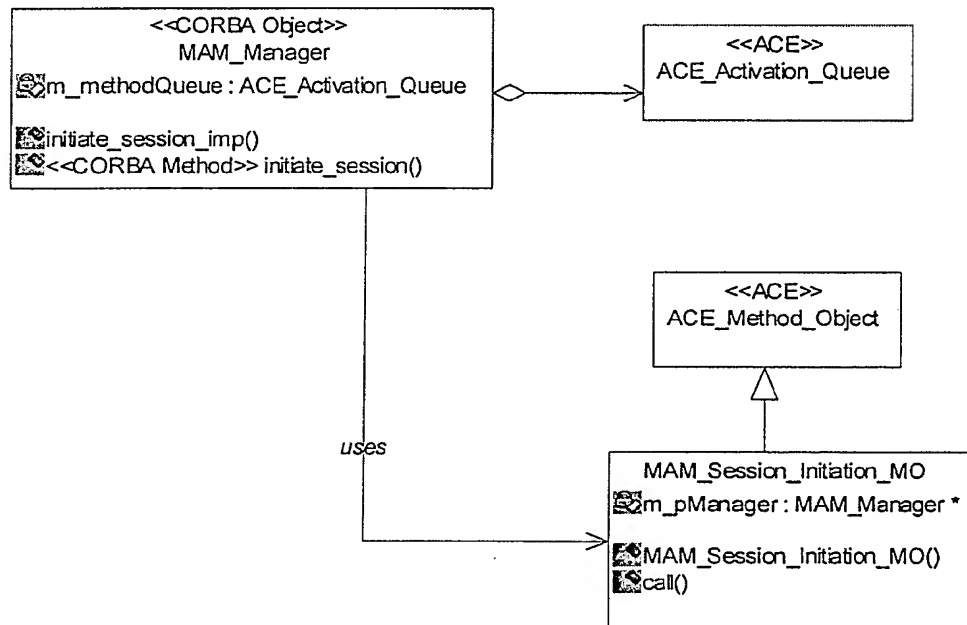 <<CORBA Object>>
MAM_Manager
m_methodQueue : ACE_Activation_Queue
initiate_session_imp()
<<CORBA Method>> initiate_session()
<<ACE>>
ACE_Activation_Queue
<<ACE>>
ACE_Method_Object
uses
MAM_Session_Initiation_MO
m_pManager : MAM_Manager *
MAM_Session_Initiation_MO()
call()